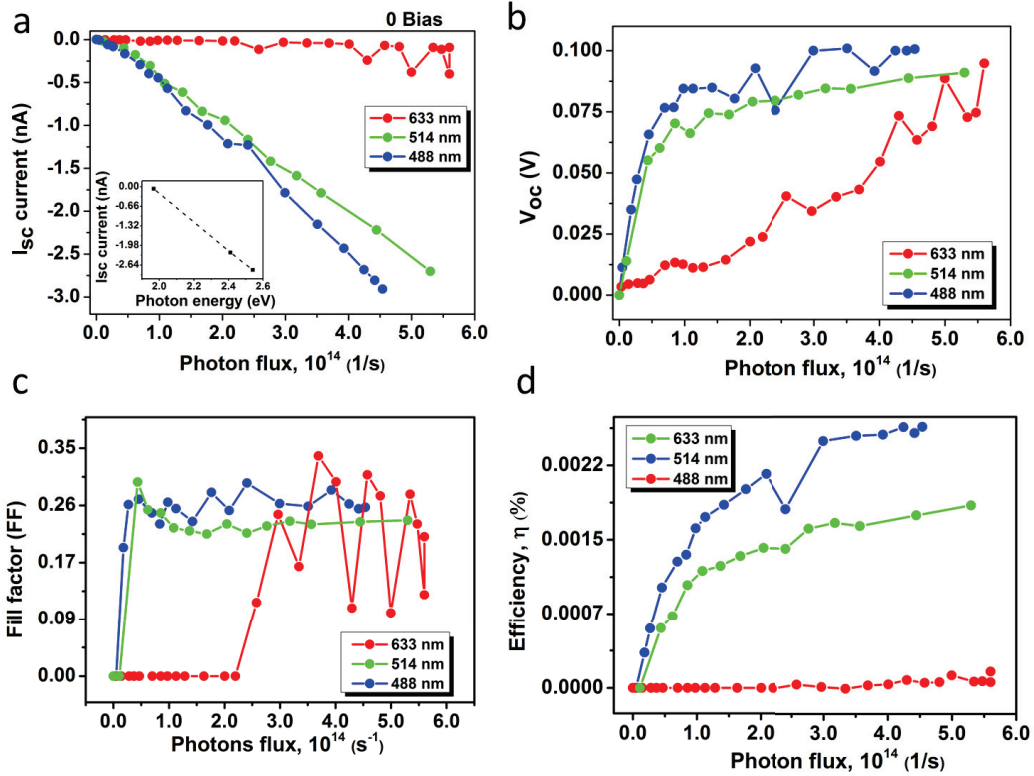 a
0 Bias
0.0
-0.5
-1.0
-1.5
-2.0
-2.5
-3.0
Isc current (nA)
633 nm
514 nm
488 nm
0.00
-0.66
-1.32
-1.98
-2.64
Isc current (nA)
2.0 2.2 2.4 2.6
Photon energy (eV)
0.0 1.0 2.0 3.0 4.0 5.0 6.0
Photon flux, 10¹⁴ (1/s)
b
0.100
0.075
0.050
0.025
0.000
Voc (V)
633 nm
514 nm
488 nm
0.0 1.0 2.0 3.0 4.0 5.0 6.0
Photon flux, 10¹⁴ (1/s)
c
0.35
0.26
0.17
0.09
0.00
Fill factor (FF)
633 nm
514 nm
488 nm
0.0 1.0 2.0 3.0 4.0 5.0 6.0
Photons flux, 10¹⁴ (s⁻¹)
d
0.0022
0.0015
0.0007
0.0000
Efficiency, η (%)
633 nm
514 nm
488 nm
0.0 1.0 2.0 3.0 4.0 5.0 6.0
Photon flux, 10¹⁴ (1/s)